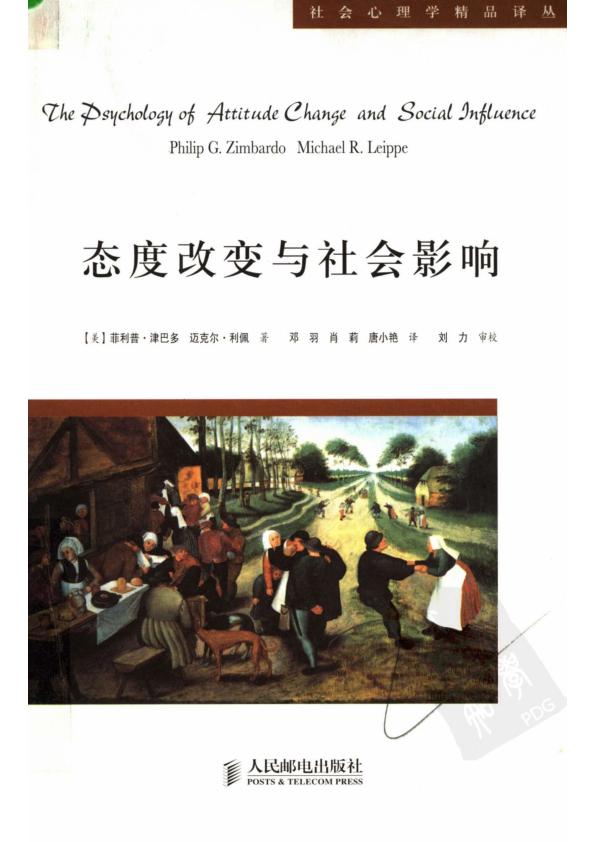 社会心理学精品译丛
The Psychology of Attitude Change and Social Influence
Philip G. Zimbardo Michael R. Leippe
态度改变与社会影响
【美】菲利普·津巴多 迈克尔·利佩 著 邓 羽 肖 莉 唐小艳 译 刘 力 审校
人民邮电出版社
POSTS & TELECOM PRESS
PDG